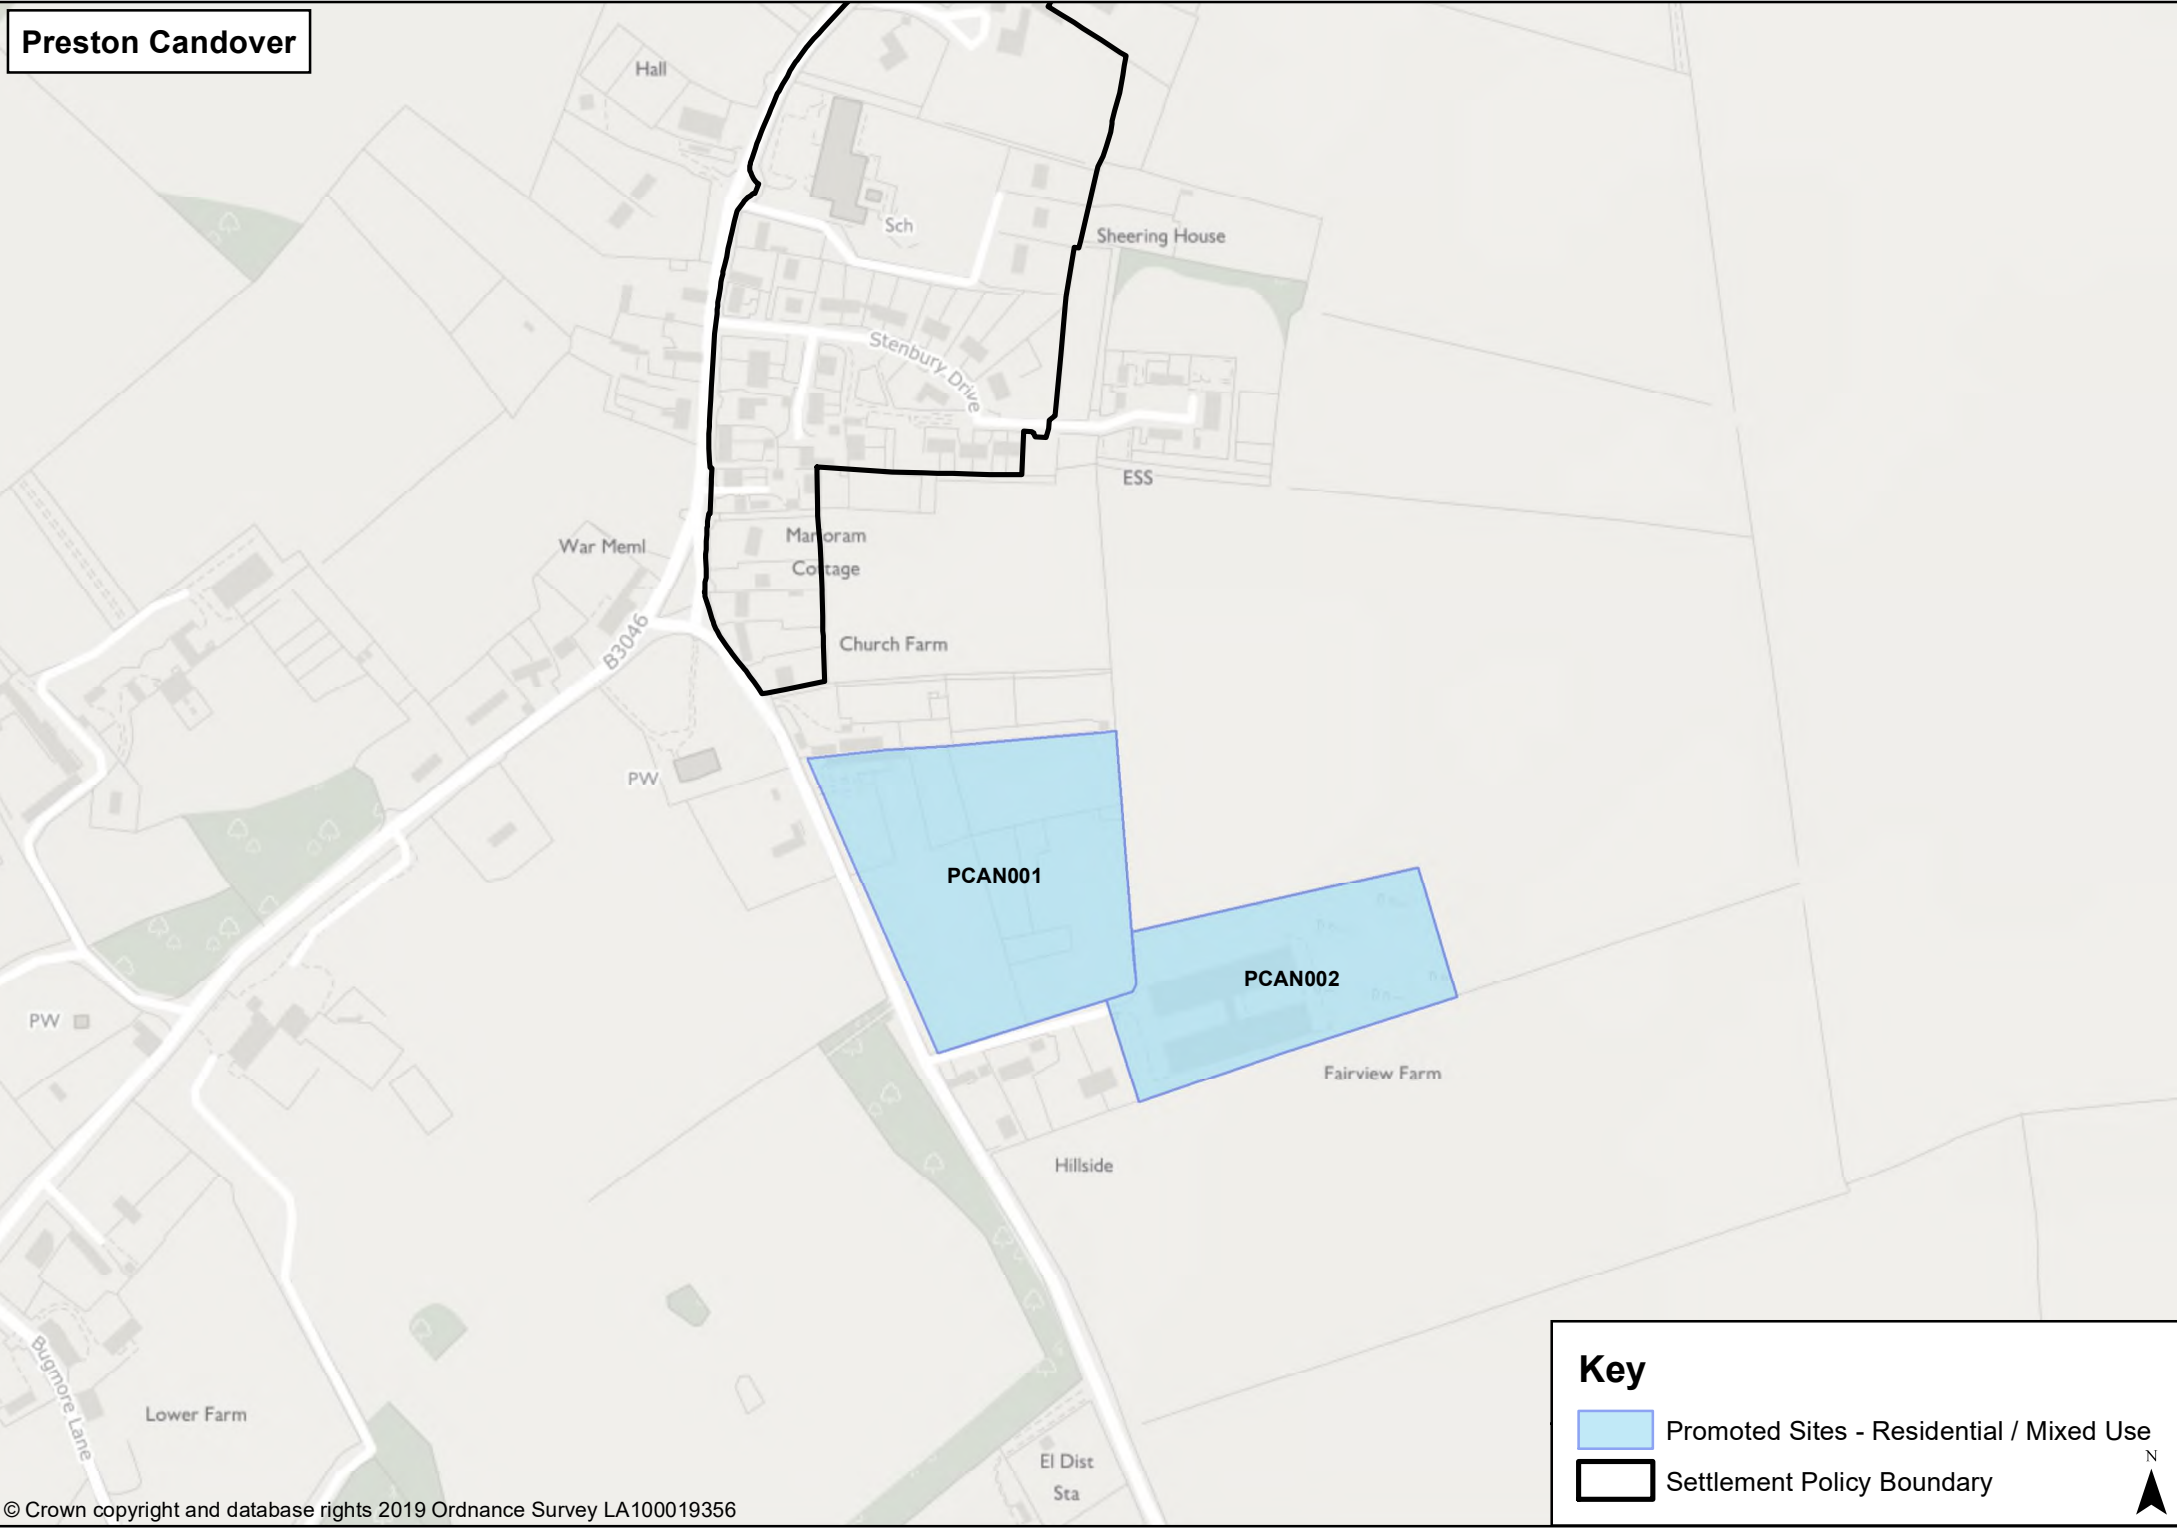 Preston Candover
Hall
Sch
Sheering House
Stenbury Drive
ESS
War Meml
Cottage
B3046
Church Farm
PW
PCAN001
PCAN002
PW
Fairview Farm
Hillside
Bugmore Lane
Lower Farm
El Dist
Sta
Key
Promoted Sites - Residential / Mixed Use
Settlement Policy Boundary
N
© Crown copyright and database rights 2019 Ordnance Survey LA100019356